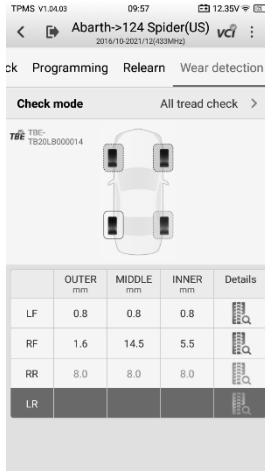 TPMS V1.04.03 09:57 12.35V
Abarth->124 Spider(US) VCI
2016/10-2021/12(433MHz)
ck Programming Relearn Wear detection
Check mode All tread check >
TBE TBE-
TB20LB000014
OUTER MIDDLE INNER Details
mm mm mm
LF 0.8 0.8 0.8
RF 1.6 14.5 5.5
RR 8.0 8.0 8.0
LR